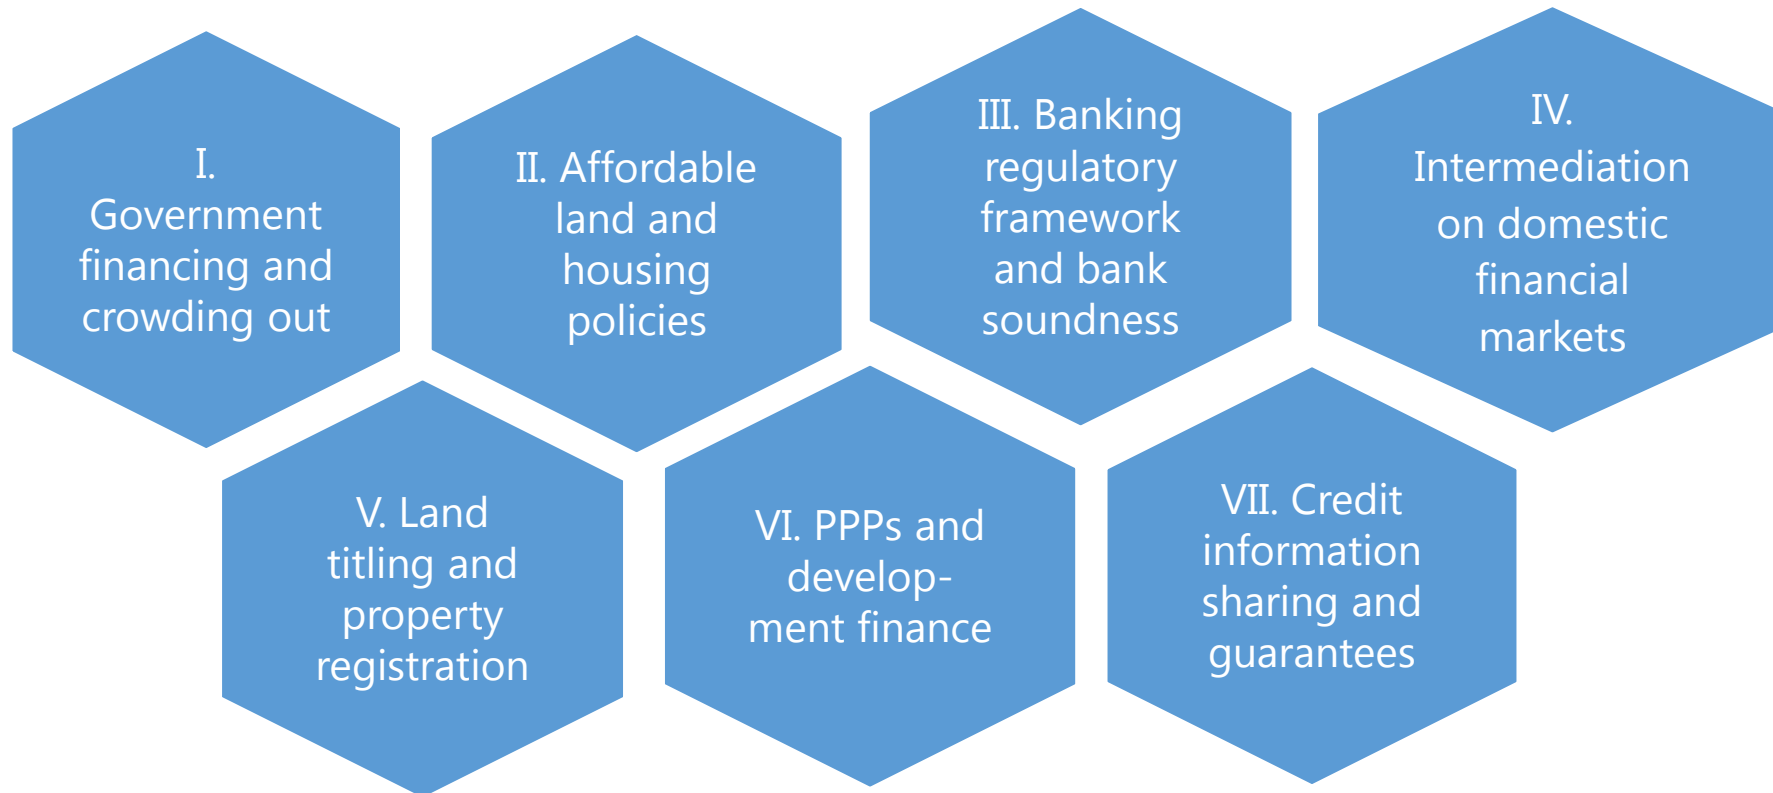 I.
Government
financing and
crowding out
II. Affordable
land and
housing
policies
III. Banking
regulatory
framework
and bank
soundness
IV.
Intermediation
on domestic
financial
markets
V. Land
titling and
property
registration
VI. PPPs and
develop-
ment finance
VII. Credit
information
sharing and
guarantees